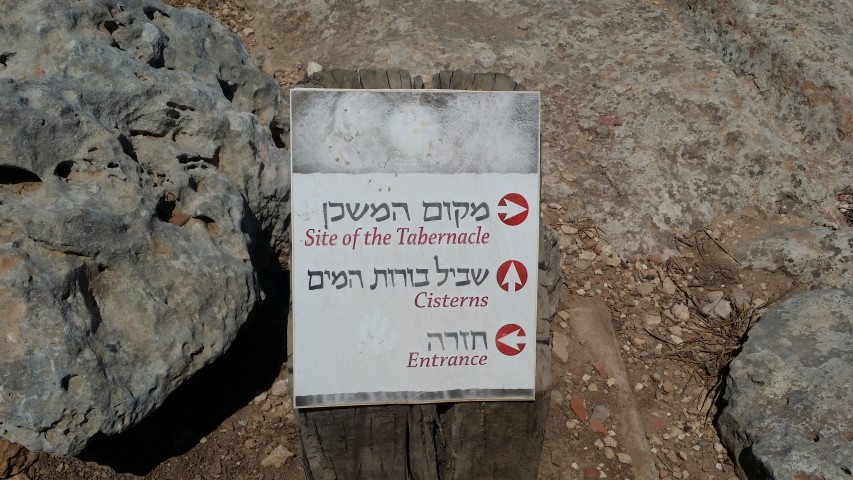 מקום המשכן
Site of the Tabernacle
שביל בורות המים
Cisterns
חזרה
Entrance